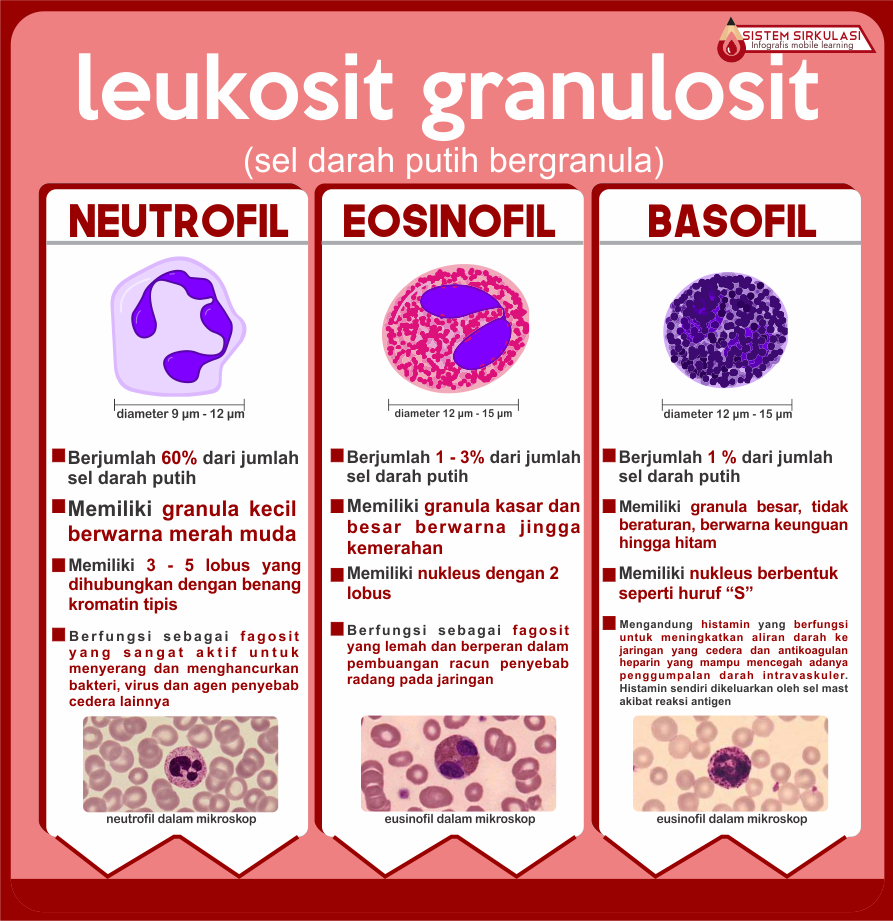 SISTEM SIRKULASI
Infografis mobile learning
leukosit granulosit
(sel darah putih bergranula)
NEUTROFIL
diameter 9 µm - 12 µm
Berjumlah 60% dari jumlah
sel darah putih
Memiliki granula kecil
berwarna merah muda
Memiliki 3 - 5 lobus yang
dihubungkan dengan benang
kromatin tipis
Berfungsi sebagai fagosit
yang sangat aktif untuk
menyerang dan menghancurkan
bakteri, virus dan agen penyebab
cedera lainnya
neutrofil dalam mikroskop
EOSINOFIL
diameter 12 µm - 15 µm
Berjumlah 1 - 3% dari jumlah
sel darah putih
Memiliki granula kasar dan
besar berwarna jingga
kemerahan
Memiliki nukleus dengan 2
lobus
Berfungsi sebagai fagosit
yang lemah dan berperan dalam
pembuangan racun penyebab
radang pada jaringan
eusinofil dalam mikroskop
BASOFIL
diameter 12 µm - 15 µm
Berjumlah 1 % dari jumlah
sel darah putih
Memiliki granula besar, tidak
beraturan, berwarna keunguan
hingga hitam
Memiliki nukleus berbentuk
seperti huruf “S”
Mengandung histamin yang berfungsi
untuk meningkatkan aliran darah ke
jaringan yang cedera dan antikoagulan
heparin yang mampu mencegah adanya
penggumpalan darah intravaskuler.
Histamin sendiri dikeluarkan oleh sel mast
akibat reaksi antigen
eusinofil dalam mikroskop